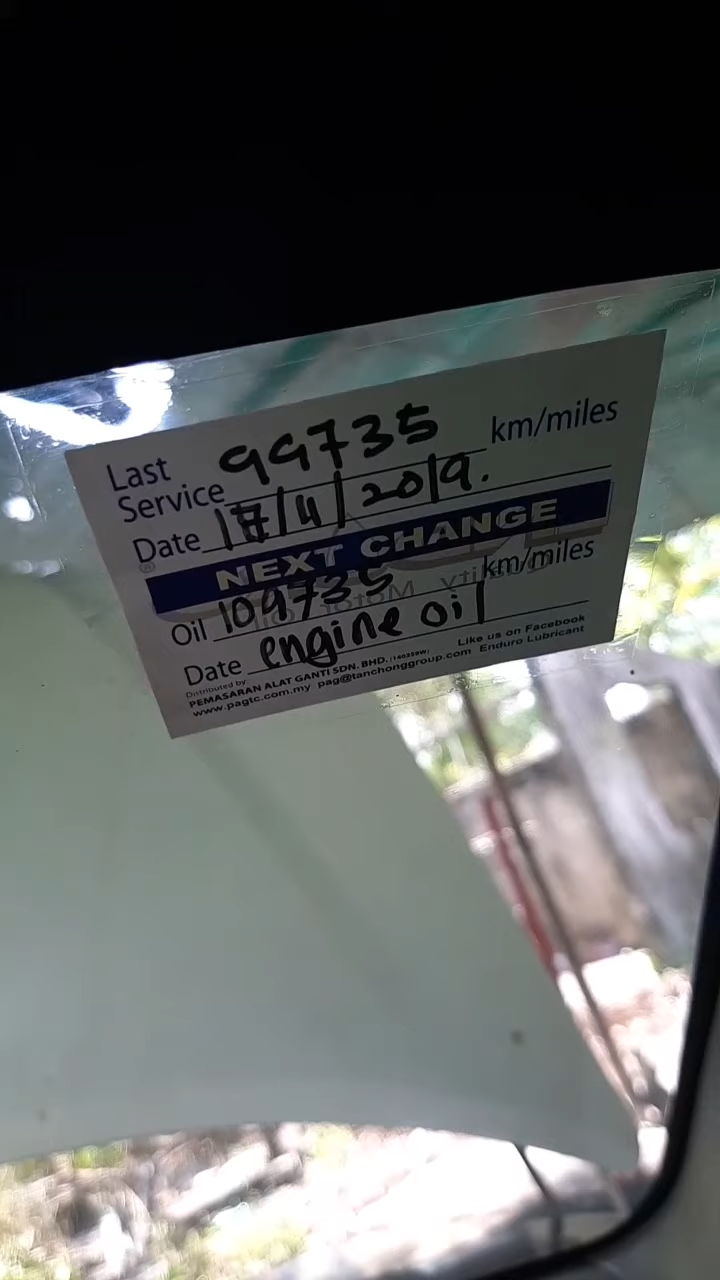 Last Service 99735 km/miles
Date 17/4/2019.
NEXT CHANGE
Oil 109735 km/miles
Date engine oil
Distributed by
PEMASARAN ALAT GANTI SDN. BHD. (140359W) Like us on Facebook
www.pagtc.com.my pag@tanchonggroup.com Enduro Lubricant